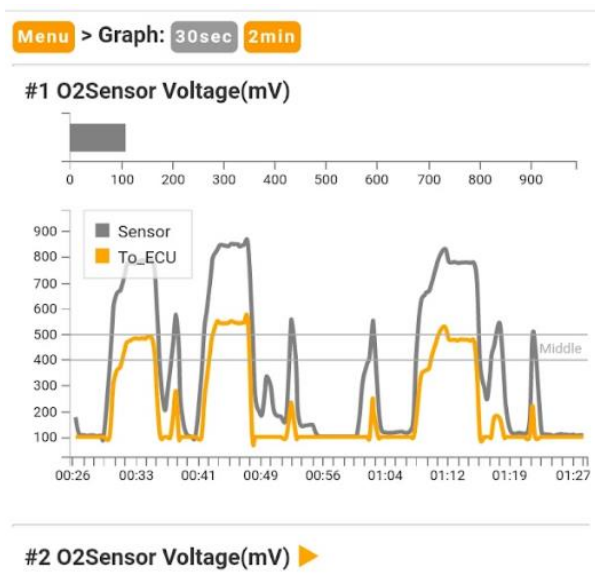 Menu > Graph: 30sec 2min
#1 O2Sensor Voltage(mV)
0 100 200 300 400 500 600 700 800 900
Sensor
To_ECU
900
800
700
600
500
400
300
200
100
Middle
00:26 00:33 00:41 00:49 00:56 01:04 01:12 01:19 01:27
#2 O2Sensor Voltage(mV)